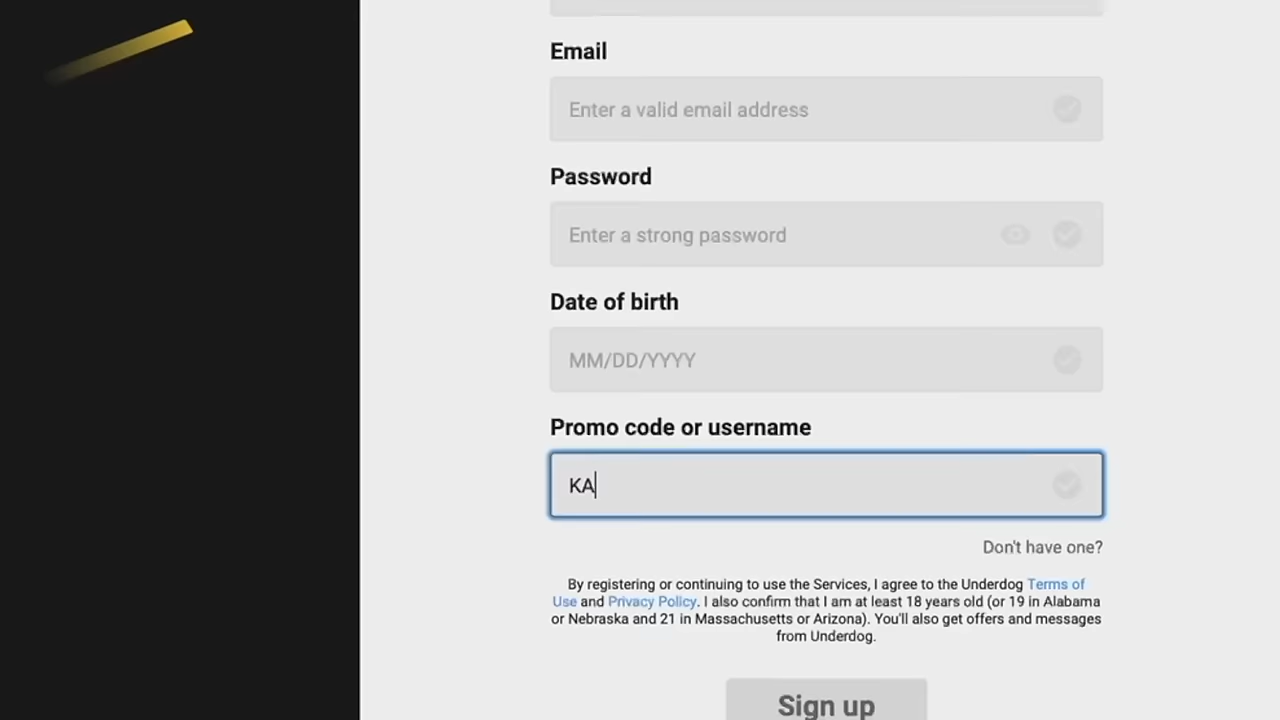 Email
Enter a valid email address
Password
Enter a strong password
Date of birth
MM/DD/YYYY
Promo code or username
KA
Don't have one?
By registering or continuing to use the Services, I agree to the Underdog Terms of
Use and Privacy Policy. I also confirm that I am at least 18 years old (or 19 in Alabama
or Nebraska and 21 in Massachusetts or Arizona). You'll also get offers and messages
from Underdog.
Sign up